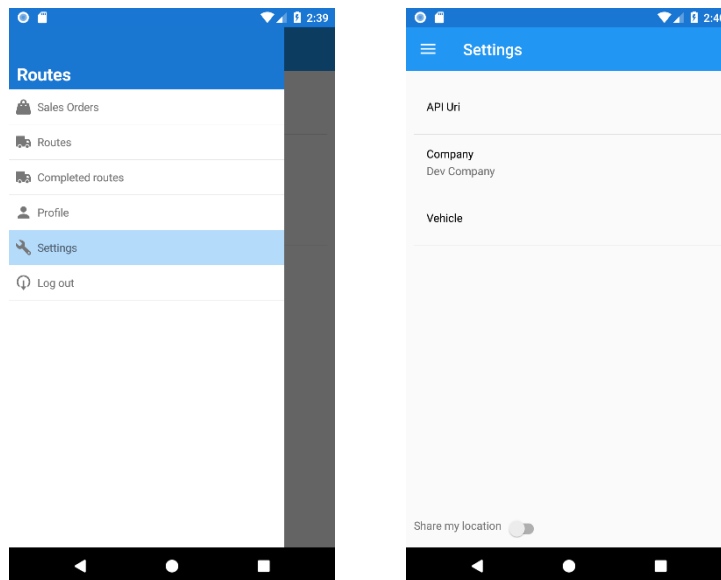 2:39
Routes
Sales Orders
Routes
Completed routes
Profile
Settings
Log out
Settings
API Uri
Company
Dev Company
Vehicle
Share my location